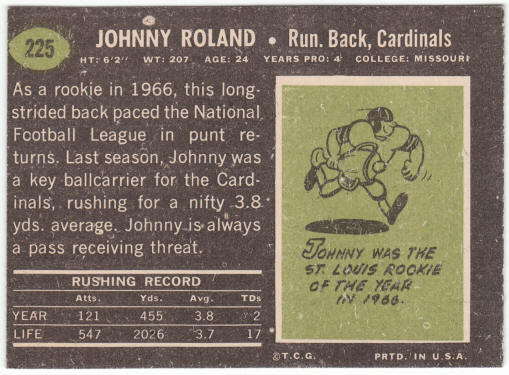 225
JOHNNY ROLAND • Run. Back, Cardinals
HT: 6'2" WT: 207 AGE: 24 YEARS PRO: 4 COLLEGE: MISSOURI
As a rookie in 1966, this long-
strided back paced the National
Football League in punt re-
turns. Last season, Johnny was
a key ballcarrier for the Card-
inals, rushing for a nifty 3.8
yds. average. Johnny is always
a pass receiving threat.
JOHNNY WAS THE
ST. LOUIS ROOKIE
OF THE YEAR
IN 1966.
RUSHING RECORD
Atts. Yds. Avg. TDs
YEAR 121 455 3.8 2
LIFE 547 2026 3.7 17
©T.C.G. PRTD. IN U.S.A.